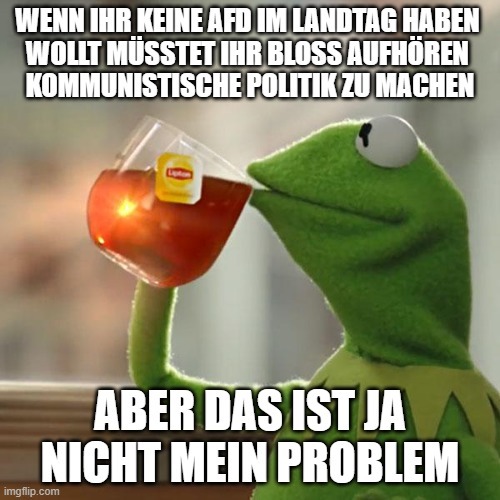 WENN IHR KEINE AFD IM LANDTAG HABEN
WOLLT MÜSSTET IHR BLOSS AUFHÖREN
KOMMUNISTISCHE POLITIK ZU MACHEN
Lipton
ABER DAS IST JA
NICHT MEIN PROBLEM
imgflip.com